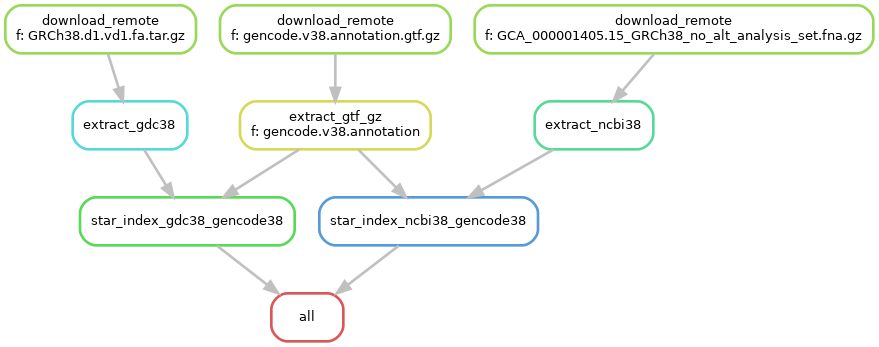 download_remote
f: GRCh38.d1.vd1.fa.tar.gz
download_remote
f: gencode.v38.annotation.gtf.gz
download_remote
f: GCA_000001405.15_GRCh38_no_alt_analysis_set.fna.gz
extract_gdc38
extract_gtf_gz
f: gencode.v38.annotation
extract_ncbi38
star_index_gdc38_gencode38
star_index_ncbi38_gencode38
all